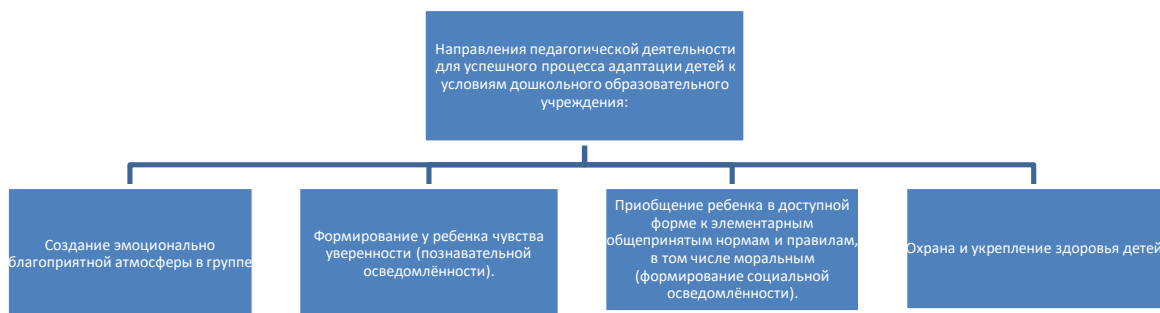 Направления педагогической деятельности
для успешного процесса адаптации детей к
условиям дошкольного образовательного
учреждения:
Создание эмоционально
благоприятной атмосферы в группе
Формирование у ребенка чувства
уверенности (познавательной
осведомлённости).
Приобщение ребенка в доступной
форме к элементарным
общепринятым нормам и правилам,
в том числе моральным
(формирование социальной
осведомлённости).
Охрана и укрепление здоровья детей